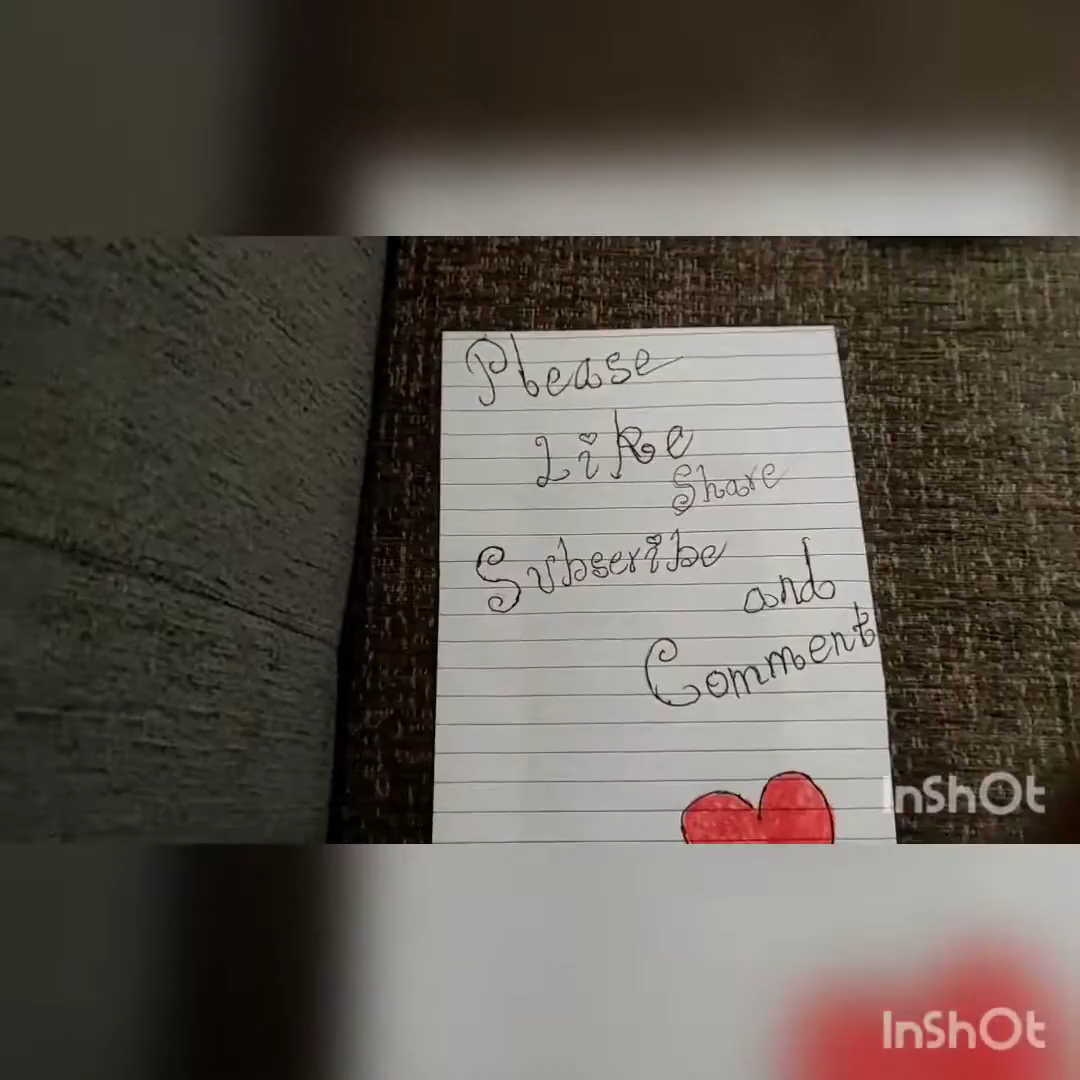 Please
Like
Share
Subscribe
and
Comment
InShOt
InShOt